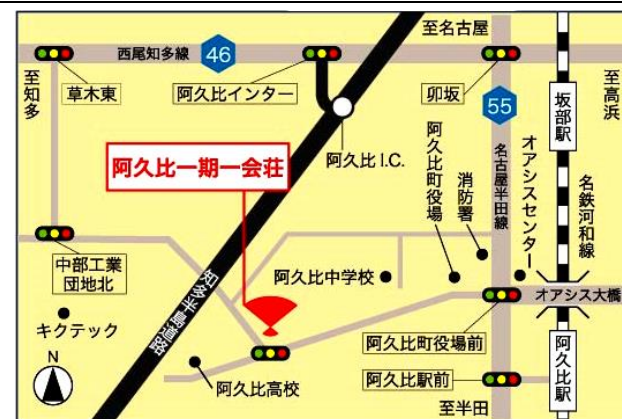 至名古屋
西尾知多線
46
至知多
草木東
阿久比インター
卯坂
至高浜
55
坂部駅
阿久比I.C.
阿久比一期一会荘
阿久比町役場
消防署
名古屋半田線
オアシスセンター
名鉄河和線
中部工業
団地北
知多半島道路
阿久比中学校
オアシス大橋
キクテック
阿久比町役場前
N
阿久比高校
阿久比駅前
阿久比駅
至半田